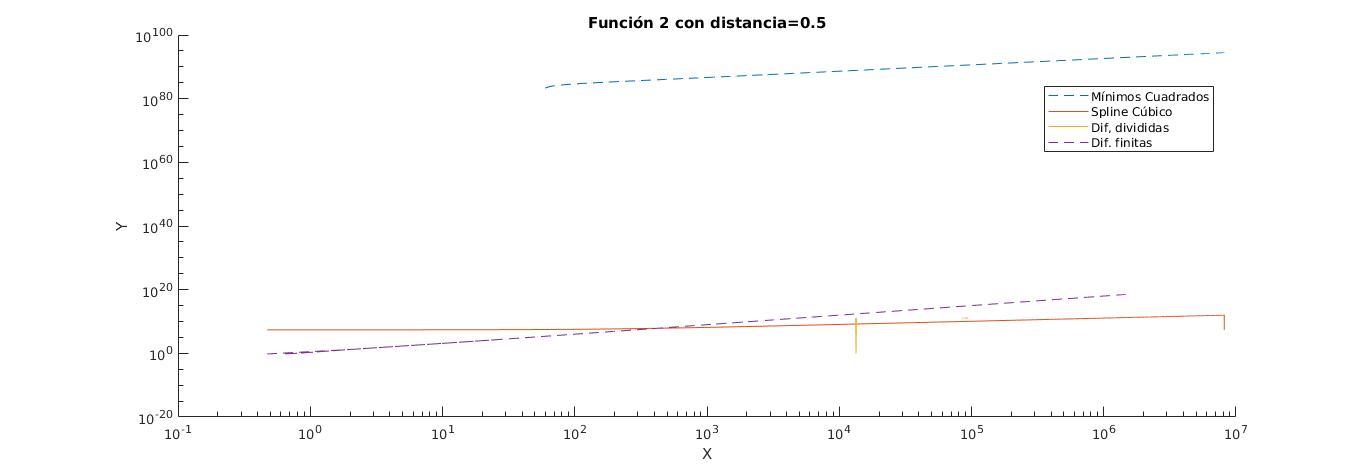 Función 2 con distancia=0.5
10^100
10^80
10^60
10^40
10^20
10^0
10^-20
Y
Mínimos Cuadrados
Spline Cúbico
Dif, divididas
Dif. finitas
10^-1 10^0 10^1 10^2 10^3 10^4 10^5 10^6 10^7
X